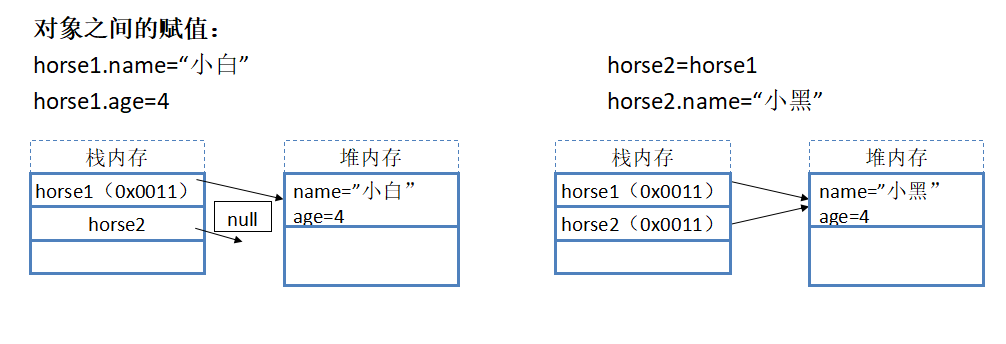 对象之间的赋值：
horse1.name=“小白”
horse1.age=4
horse2=horse1
horse2.name=“小黑”
栈内存
堆内存
horse1（0x0011）
name=”小白”
age=4
horse2
null
栈内存
堆内存
horse1（0x0011）
name=”小黑”
age=4
horse2（0x0011）